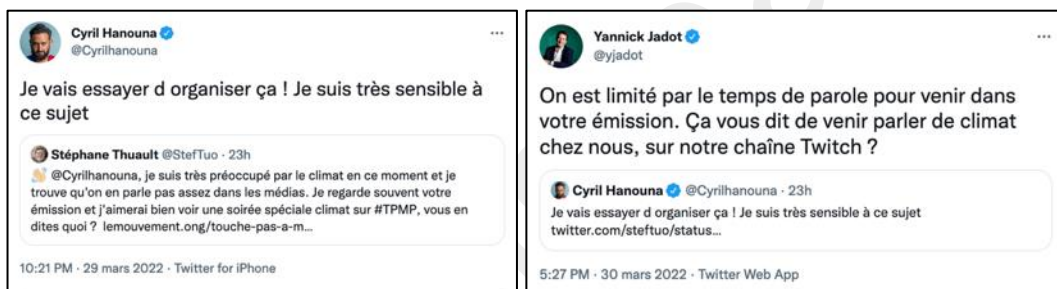 Cyril Hanouna
@Cyrilhanouna
Je vais essayer d organiser ça ! Je suis très sensible à
ce sujet
Stéphane Thuault @StefTuo · 23h
👋 @Cyrilhanouna, je suis très préoccupé par le climat en ce moment et je
trouve qu'on en parle pas assez dans les médias. Je regarde souvent votre
émission et j'aimerai bien voir une soirée spéciale climat sur #TPMP, vous en
dites quoi ? lemouvement.ong/touche-pas-a-m...
10:21 PM · 29 mars 2022 · Twitter for iPhone
Yannick Jadot
@yjadot
On est limité par le temps de parole pour venir dans
votre émission. Ça vous dit de venir parler de climat
chez nous, sur notre chaîne Twitch ?
Cyril Hanouna @Cyrilhanouna · 23h
Je vais essayer d organiser ça ! Je suis très sensible à ce sujet
twitter.com/steftuo/status...
5:27 PM · 30 mars 2022 · Twitter Web App